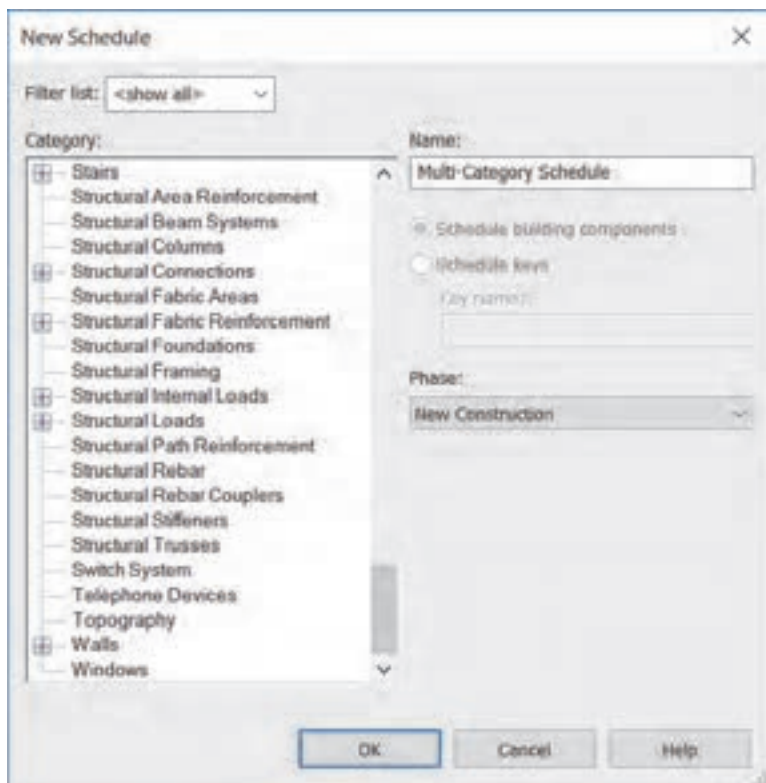 New Schedule
Filter list: <show all>
Category:
Stairs
Structural Area Reinforcement
Structural Beam Systems
Structural Columns
Structural Connections
Structural Fabric Areas
Structural Fabric Reinforcement
Structural Foundations
Structural Framing
Structural Internal Loads
Structural Loads
Structural Path Reinforcement
Structural Rebar
Structural Rebar Couplers
Structural Stiffeners
Structural Trusses
Switch System
Telephone Devices
Topography
Walls
Windows
Name:
Multi-Category Schedule
Schedule building components
Schedule keys
Key name:
Phase:
New Construction
OK
Cancel
Help